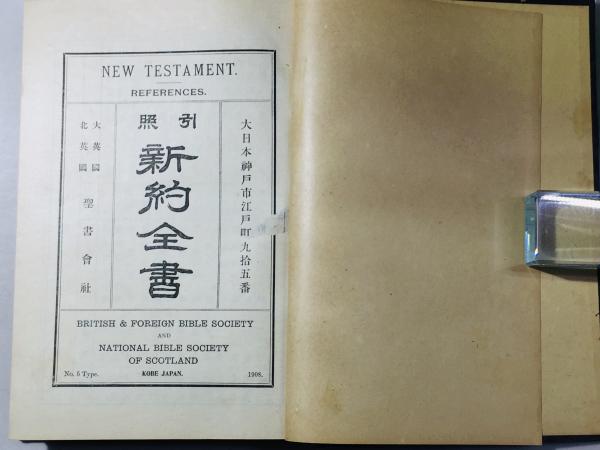 NEW TESTAMENT.
REFERENCES.
大日本神戸市江戸町九拾五番
引照
新約全書
大英國
北英國
聖書會社
BRITISH & FOREIGN BIBLE SOCIETY
AND
NATIONAL BIBLE SOCIETY
OF SCOTLAND
No. 5 Type.
KOBE JAPAN.
1908.